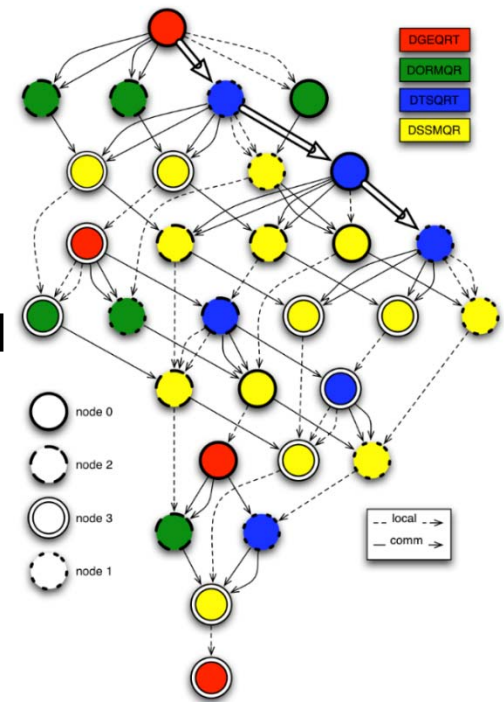 DGEQRT
DORMQR
DTSQRT
DSSMQR
node 0
node 2
node 3
node 1
local
comm